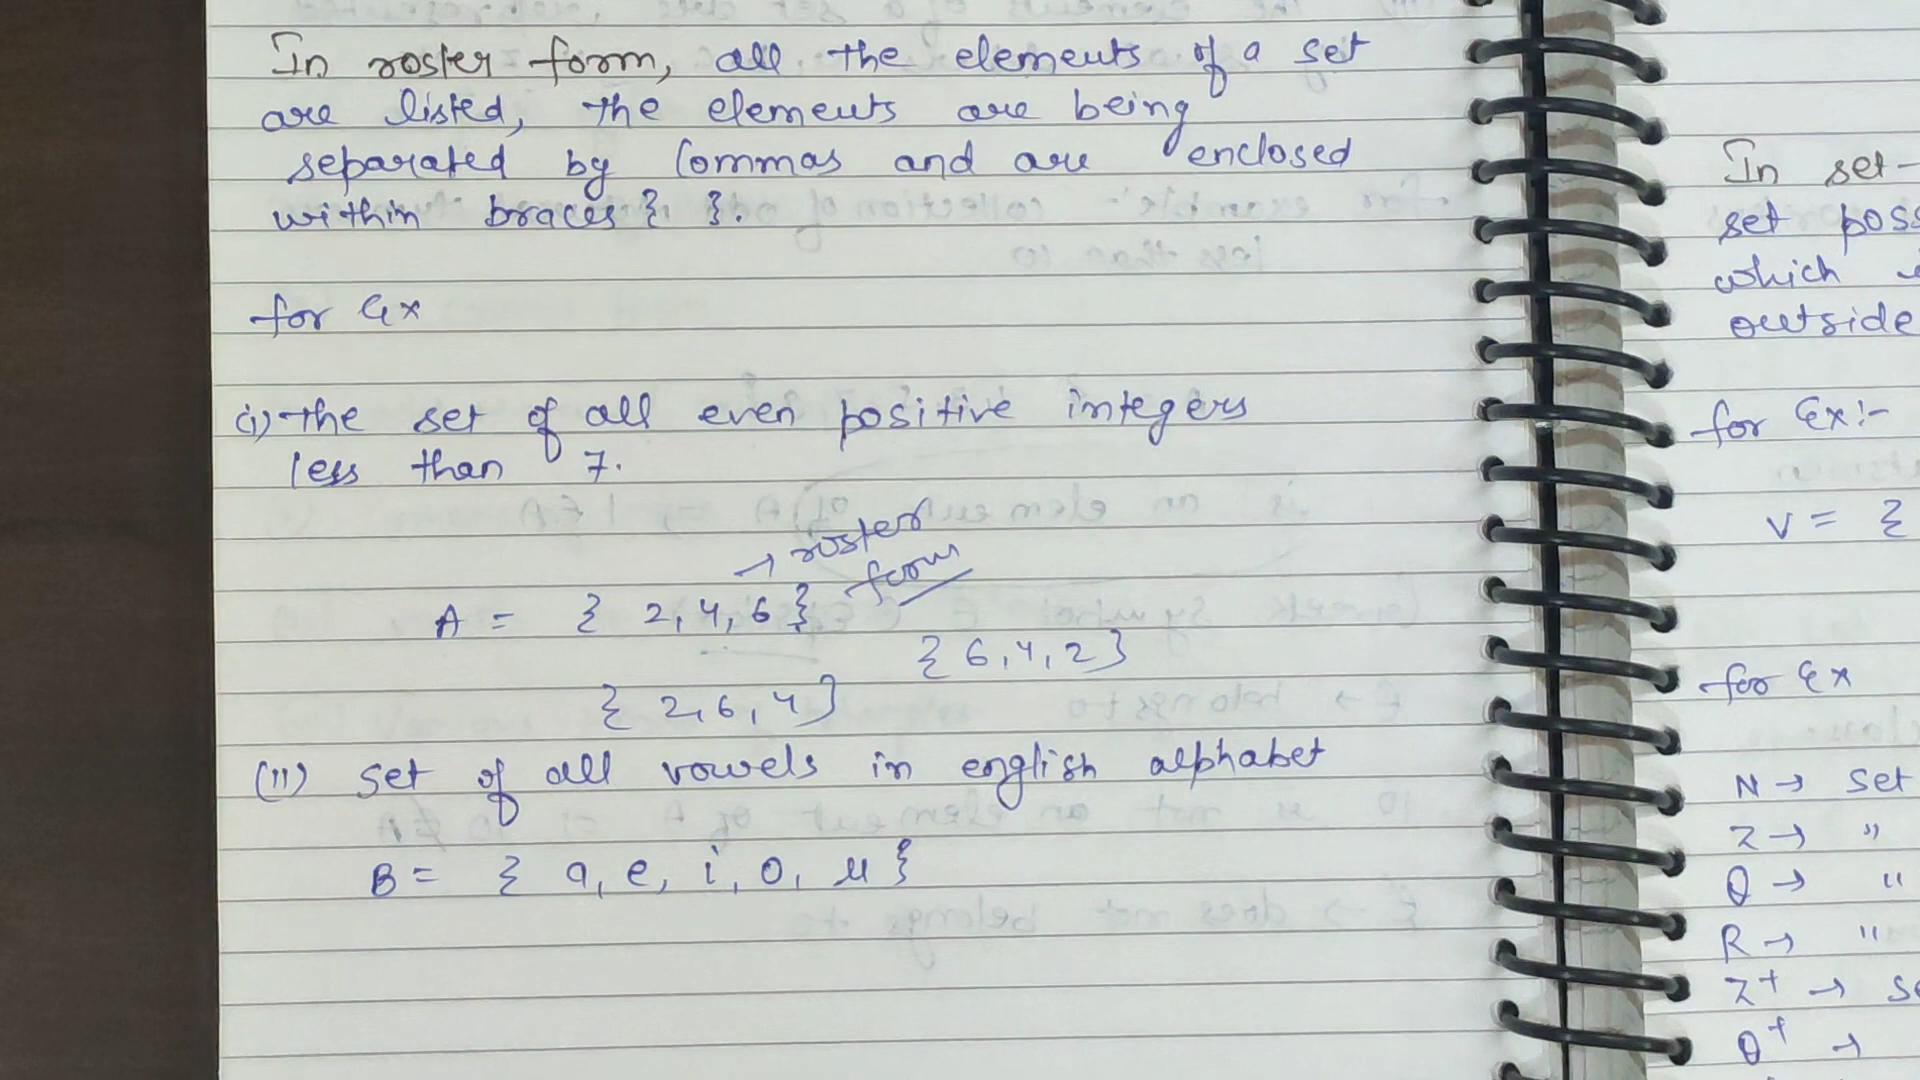 In roster form, all the elements of a set
are listed, the elements are being
separated by Commas and are enclosed
within braces { }.
for Ex
(i) the set of all even positive integers
less than 7.
→ roster
form
A = { 2, 4, 6 }
{ 6, 4, 2 }
{ 2, 6, 4 }
(ii) set of all vowels in english alphabet
B = { a, e, i, o, u }
In set-
set poss
which
outside
for Ex:-
V = {
for Ex
N → Set
Z → "
Q → "
R → "
Z+ → Se
Q+ →